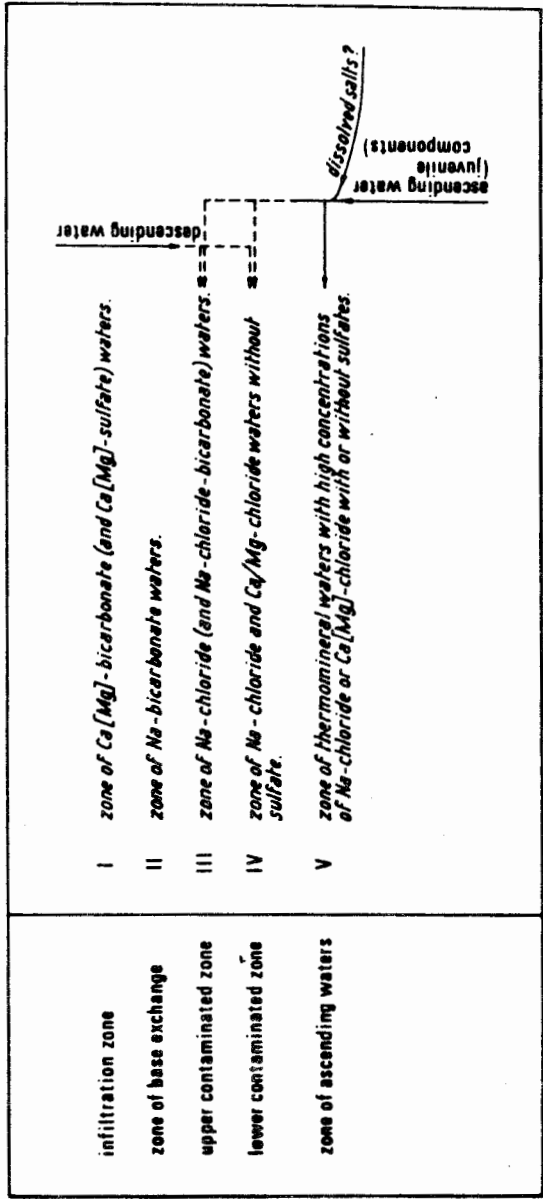 infiltration zone
I zone of Ca[Mg]-bicarbonate (and Ca[Mg]-sulfate) waters.
zone of base exchange
II zone of Na-bicarbonate waters.
upper contaminated zone
III zone of Na-chloride (and Na-chloride-bicarbonate) waters.
lower contaminated zone
IV zone of Na-chloride and Ca/Mg-chloride waters without
sulfate.
zone of ascending waters
V zone of thermomineral waters with high concentrations
of Na-chloride or Ca[Mg]-chloride with or without sulfates.
descending water
ascending water
(juvenile
components)
dissolved salts?